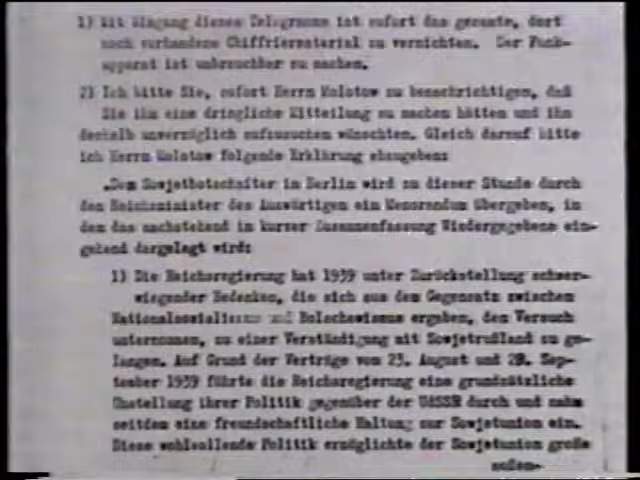 1) Mit Eingang dieses Telegramms ist sofort das gesamte, dort
noch vorhandene Chiffriermaterial zu vernichten. Der Funk-
apparat ist unbrauchbar zu machen.
2) Ich bitte Sie, sofort Herrn Molotow zu benachrichtigen, daß
Sie ihm eine dringliche Mitteilung zu machen hätten und ihn
deshalb unverzüglich aufzusuchen wünschten. Gleich darauf bitte
ich Herrn Molotow folgende Erklärung abzugeben:
„Dem Sowjetbotschafter in Berlin wird zu dieser Stunde durch
den Reichsminister des Auswärtigen ein Memorandum übergeben, in
dem das nachstehend in kurzer Zusammenfassung Wiedergegebene ein-
gehend dargelegt wird:
1) Die Reichsregierung hat 1939 unter Zurückstellung schwer-
wiegender Bedenken, die sich aus dem Gegensatz zwischen
Nationalsozialismus und Bolschewismus ergeben, den Versuch
unternommen, zu einer Verständigung mit Sowjetrußland zu ge-
langen. Auf Grund der Verträge vom 23. August und 28. Sep-
tember 1939 führte die Reichsregierung eine grundsätzliche
Umstellung ihrer Politik gegenüber der UdSSR durch und nahm
seitdem eine freundschaftliche Haltung zur Sowjetunion ein.
Diese wohlwollende Politik ermöglichte der Sowjetunion große
außen-